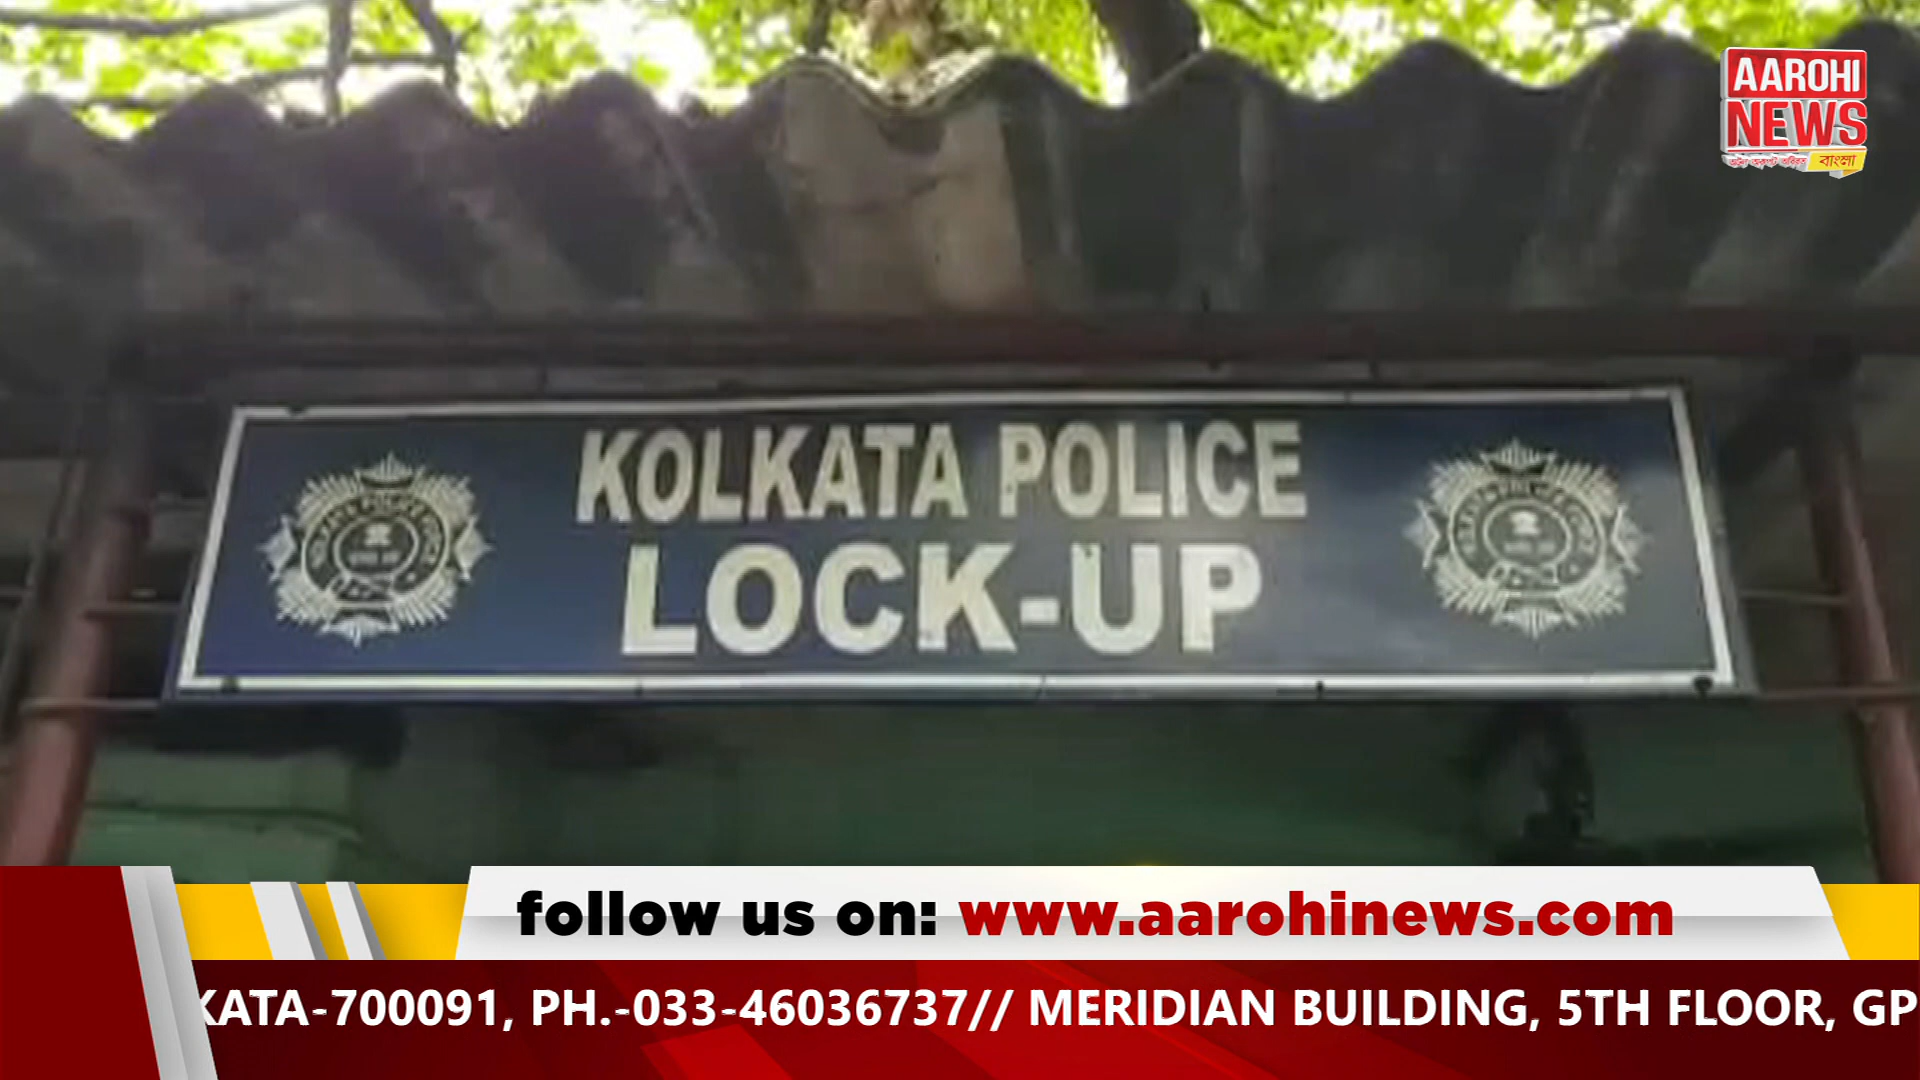 AAROHI
NEWS
বাংলা
KOLKATA POLICE
LOCK-UP
follow us on: www.aarohinews.com
KATA-700091, PH.-033-46036737// MERIDIAN BUILDING, 5TH FLOOR, GP